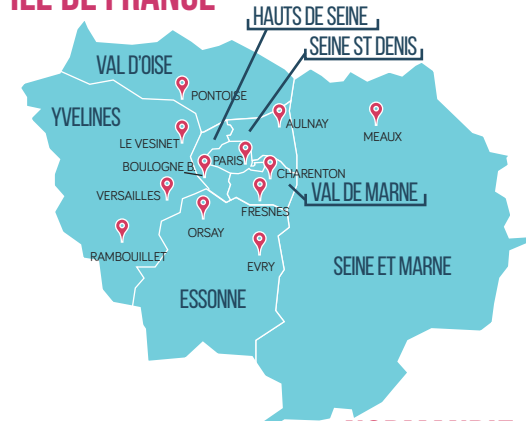 ILE DE FRANCE
HAUTS DE SEINE
SEINE ST DENIS
VAL D'OISE
PONTOISE
YVELINES
AULNAY
MEAUX
LE VESINET
PARIS
BOULOGNE B.
CHARENTON
VERSAILLES
VAL DE MARNE
FRESNES
ORSAY
RAMBOUILLET
EVRY
SEINE ET MARNE
ESSONNE